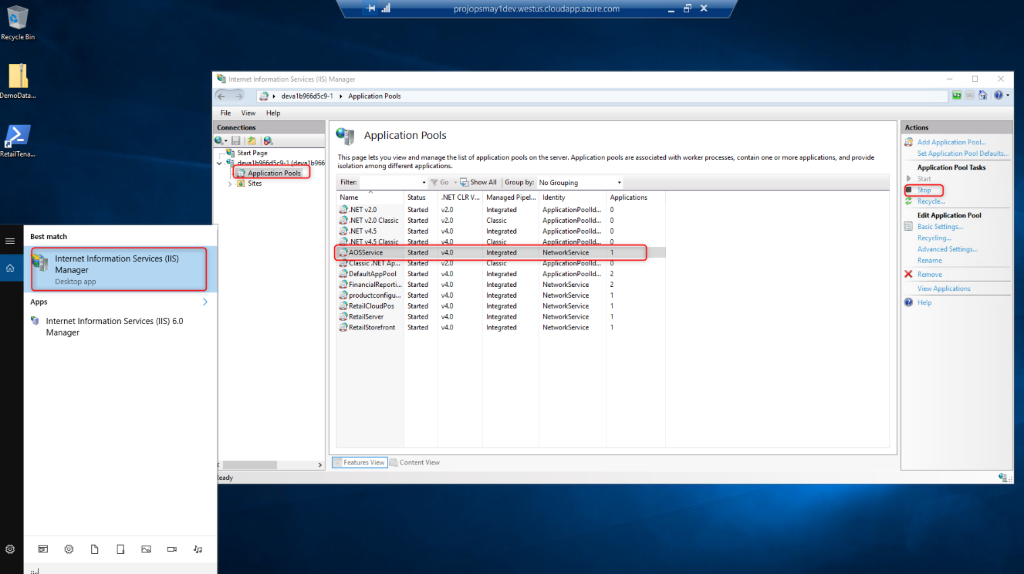 projopsmay1dev.westus.cloudapp.azure.com
Recycle Bin
DemoData...
RetailTena...
Internet Information Services (IIS) Manager
deva1b966d5c9-1
Application Pools
File View Help
Connections
Start Page
deva1b966d5c9-1 (deva1b966
Application Pools
Sites
Application Pools
This page lets you view and manage the list of application pools on the server. Application pools are associated with worker processes, contain one or more applications, and provide
isolation among different applications.
Filter: Go Show All Group by: No Grouping
Name Status .NET CLR V... Managed Pipel... Identity Applications
.NET v2.0 Started v2.0 Integrated ApplicationPoolId... 0
.NET v2.0 Classic Started v2.0 Classic ApplicationPoolId... 0
.NET v4.5 Started v4.0 Integrated ApplicationPoolId... 0
.NET v4.5 Classic Started v4.0 Classic ApplicationPoolId... 0
AOSService Started v4.0 Integrated NetworkService 1
Classic .NET Ap... Started v2.0 Classic ApplicationPoolId... 0
DefaultAppPool Started v4.0 Integrated ApplicationPoolId... 2
FinancialReporti... Started v4.0 Integrated NetworkService 2
productconfigu... Started v4.0 Integrated NetworkService 1
RetailCloudPos Started v4.0 Integrated NetworkService 1
RetailServer Started v4.0 Integrated NetworkService 1
RetailStorefront Started v4.0 Integrated NetworkService 1
Features View Content View
Ready
Actions
Add Application Pool...
Set Application Pool Defaults...
Application Pool Tasks
Start
Stop
Recycle...
Edit Application Pool
Basic Settings...
Recycling...
Advanced Settings...
Rename
Remove
View Applications
Help
Best match
Internet Information Services (IIS)
Manager
Desktop app
Apps
Internet Information Services (IIS) 6.0
Manager